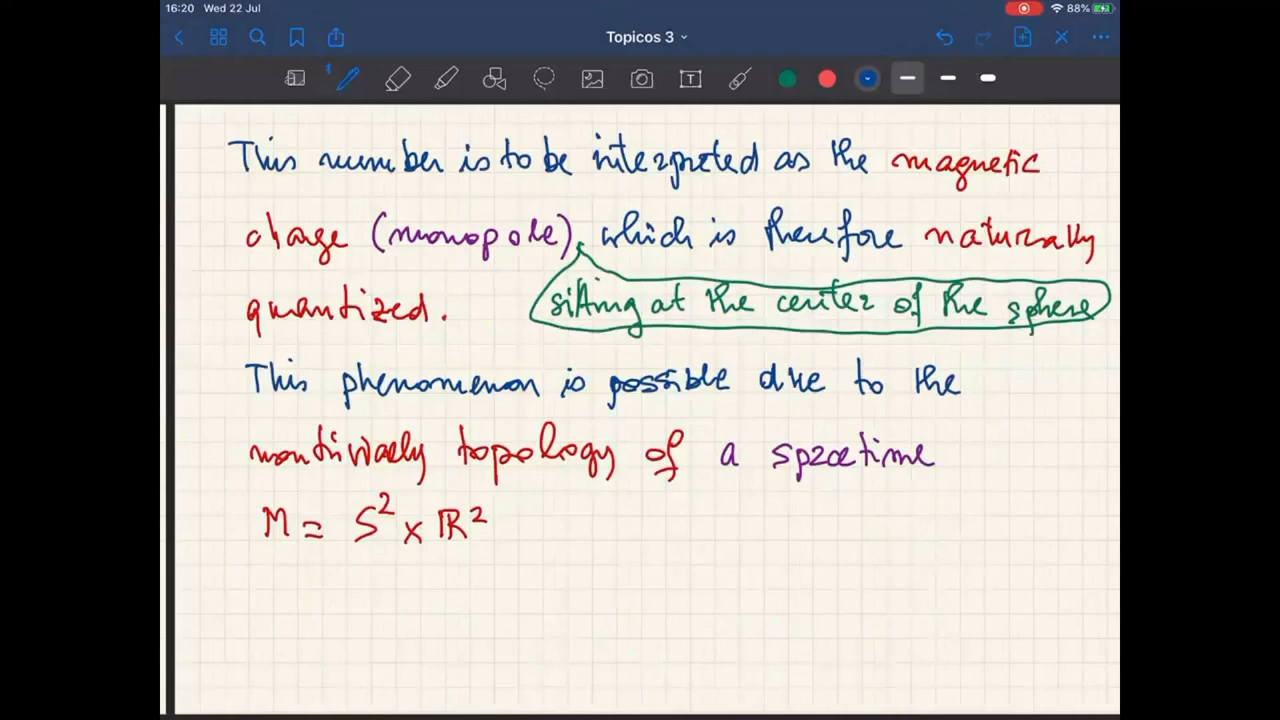 16:20 Wed 22 Jul 88%
Topicos 3
This number is to be interpreted as the magnetic
charge (monopole), which is therefore naturally
quantized. sitting at the center of the sphere
This phenomenon is possible due to the
topology of a spacetime
M = S² × ℝ²